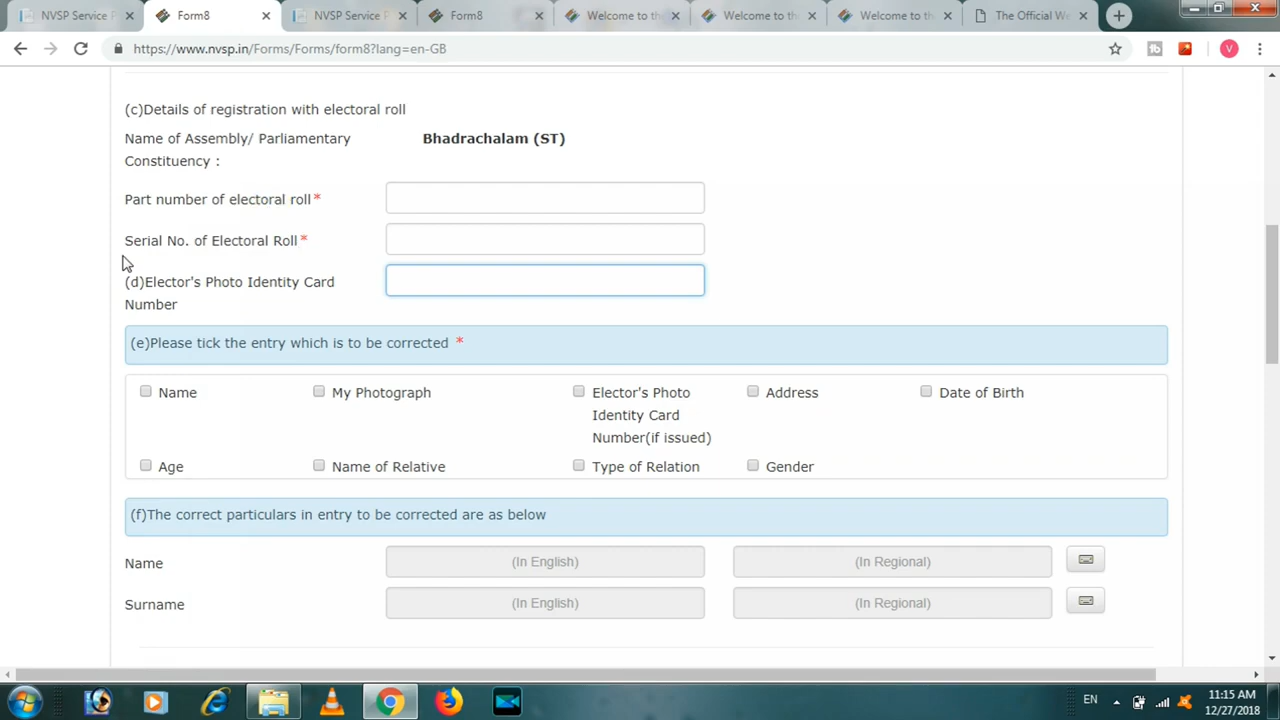 NVSP Service P
Form8
NVSP Service P
Form8
Welcome to th
Welcome to th
Welcome to th
The Official We
https://www.nvsp.in/Forms/Forms/form8?lang=en-GB
V
(c)Details of registration with electoral roll
Name of Assembly/ Parliamentary Constituency :
Bhadrachalam (ST)
Part number of electoral roll*
Serial No. of Electoral Roll*
(d)Elector's Photo Identity Card
Number
(e)Please tick the entry which is to be corrected *
Name
My Photograph
Elector's Photo
Identity Card
Number(if issued)
Address
Date of Birth
Age
Name of Relative
Type of Relation
Gender
(f)The correct particulars in entry to be corrected are as below
Name
(In English)
(In Regional)
Surname
(In English)
(In Regional)
EN
11:15 AM
12/27/2018